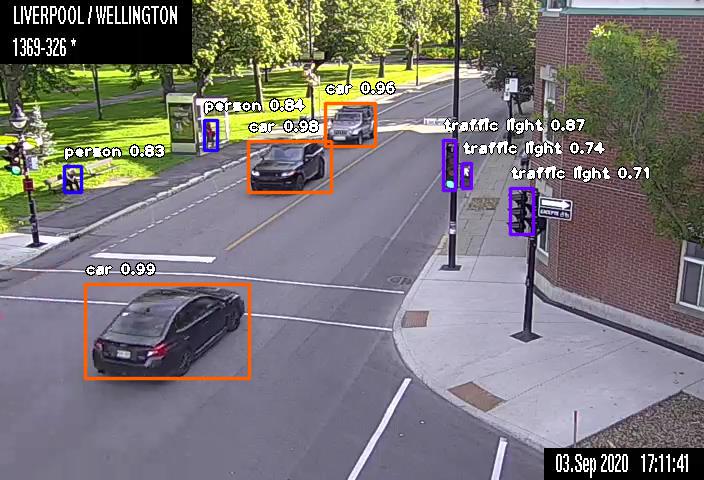 LIVERPOOL / WELLINGTON
1369-326 *
person 0.84
car 0.96
car 0.98
traffic light 0.87
person 0.83
traffic light 0.74
traffic light 0.71
EXCEPTÉ
car 0.99
03.Sep 2020 17:11:41